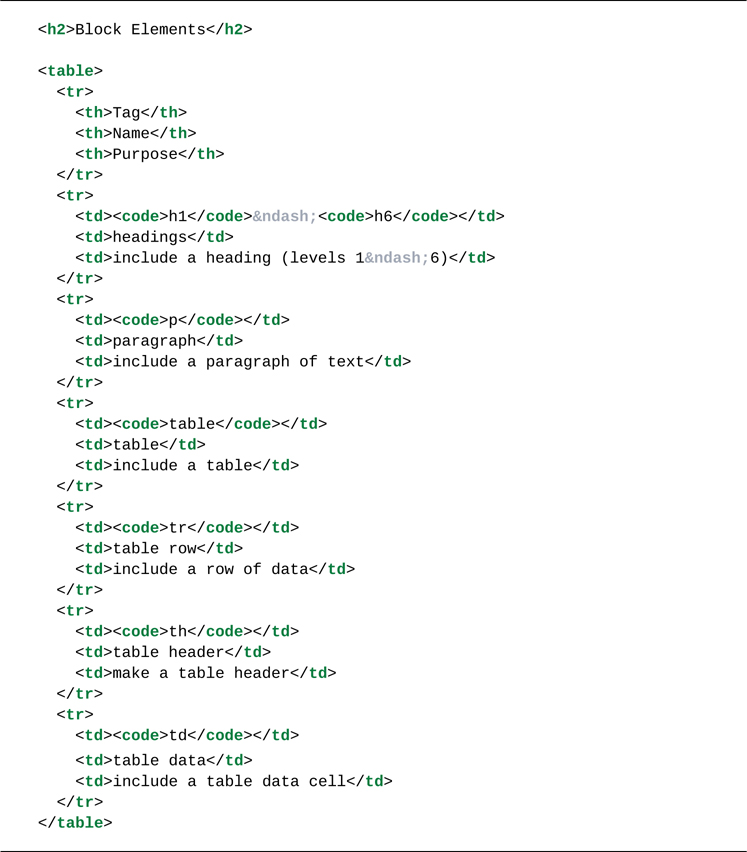 <h2>Block Elements</h2>
<table>
<tr>
<th>Tag</th>
<th>Name</th>
<th>Purpose</th>
</tr>
<tr>
<td><code>h1</code>&ndash;<code>h6</code></td>
<td>headings</td>
<td>include a heading (levels 1&ndash;6)</td>
</tr>
<tr>
<td><code>p</code></td>
<td>paragraph</td>
<td>include a paragraph of text</td>
</tr>
<tr>
<td><code>table</code></td>
<td>table</td>
<td>include a table</td>
</tr>
<tr>
<td><code>tr</code></td>
<td>table row</td>
<td>include a row of data</td>
</tr>
<tr>
<td><code>th</code></td>
<td>table header</td>
<td>make a table header</td>
</tr>
<tr>
<td><code>td</code></td>
<td>table data</td>
<td>include a table data cell</td>
</tr>
</table>